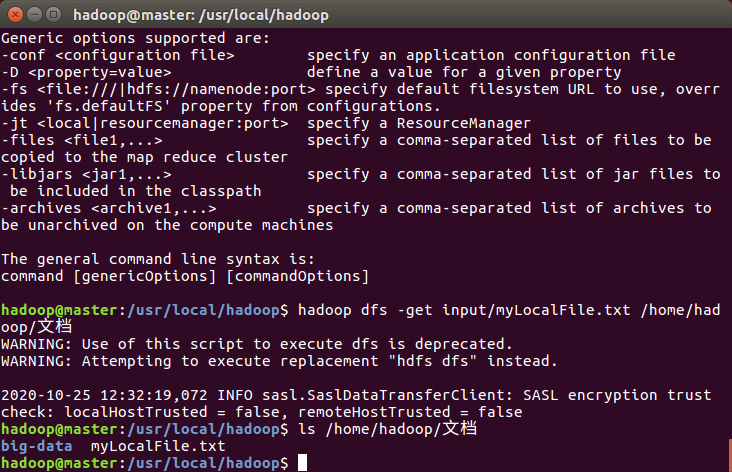 hadoop@master: /usr/local/hadoop
Generic options supported are:
-conf <configuration file>        specify an application configuration file
-D <property=value>               define a value for a given property
-fs <file:///|hdfs://namenode:port> specify default filesystem URL to use, overr
ides 'fs.defaultFS' property from configurations.
-jt <local|resourcemanager:port>  specify a ResourceManager
-files <file1,...>                specify a comma-separated list of files to be
copied to the map reduce cluster
-libjars <jar1,...>               specify a comma-separated list of jar files to
 be included in the classpath
-archives <archive1,...>          specify a comma-separated list of archives to
be unarchived on the compute machines
The general command line syntax is:
command [genericOptions] [commandOptions]
hadoop@master:/usr/local/hadoop$ hadoop dfs -get input/myLocalFile.txt /home/had
oop/文档
WARNING: Use of this script to execute dfs is deprecated.
WARNING: Attempting to execute replacement "hdfs dfs" instead.
2020-10-25 12:32:19,072 INFO sasl.SaslDataTransferClient: SASL encryption trust
check: localHostTrusted = false, remoteHostTrusted = false
hadoop@master:/usr/local/hadoop$ ls /home/hadoop/文档
big-data  myLocalFile.txt
hadoop@master:/usr/local/hadoop$